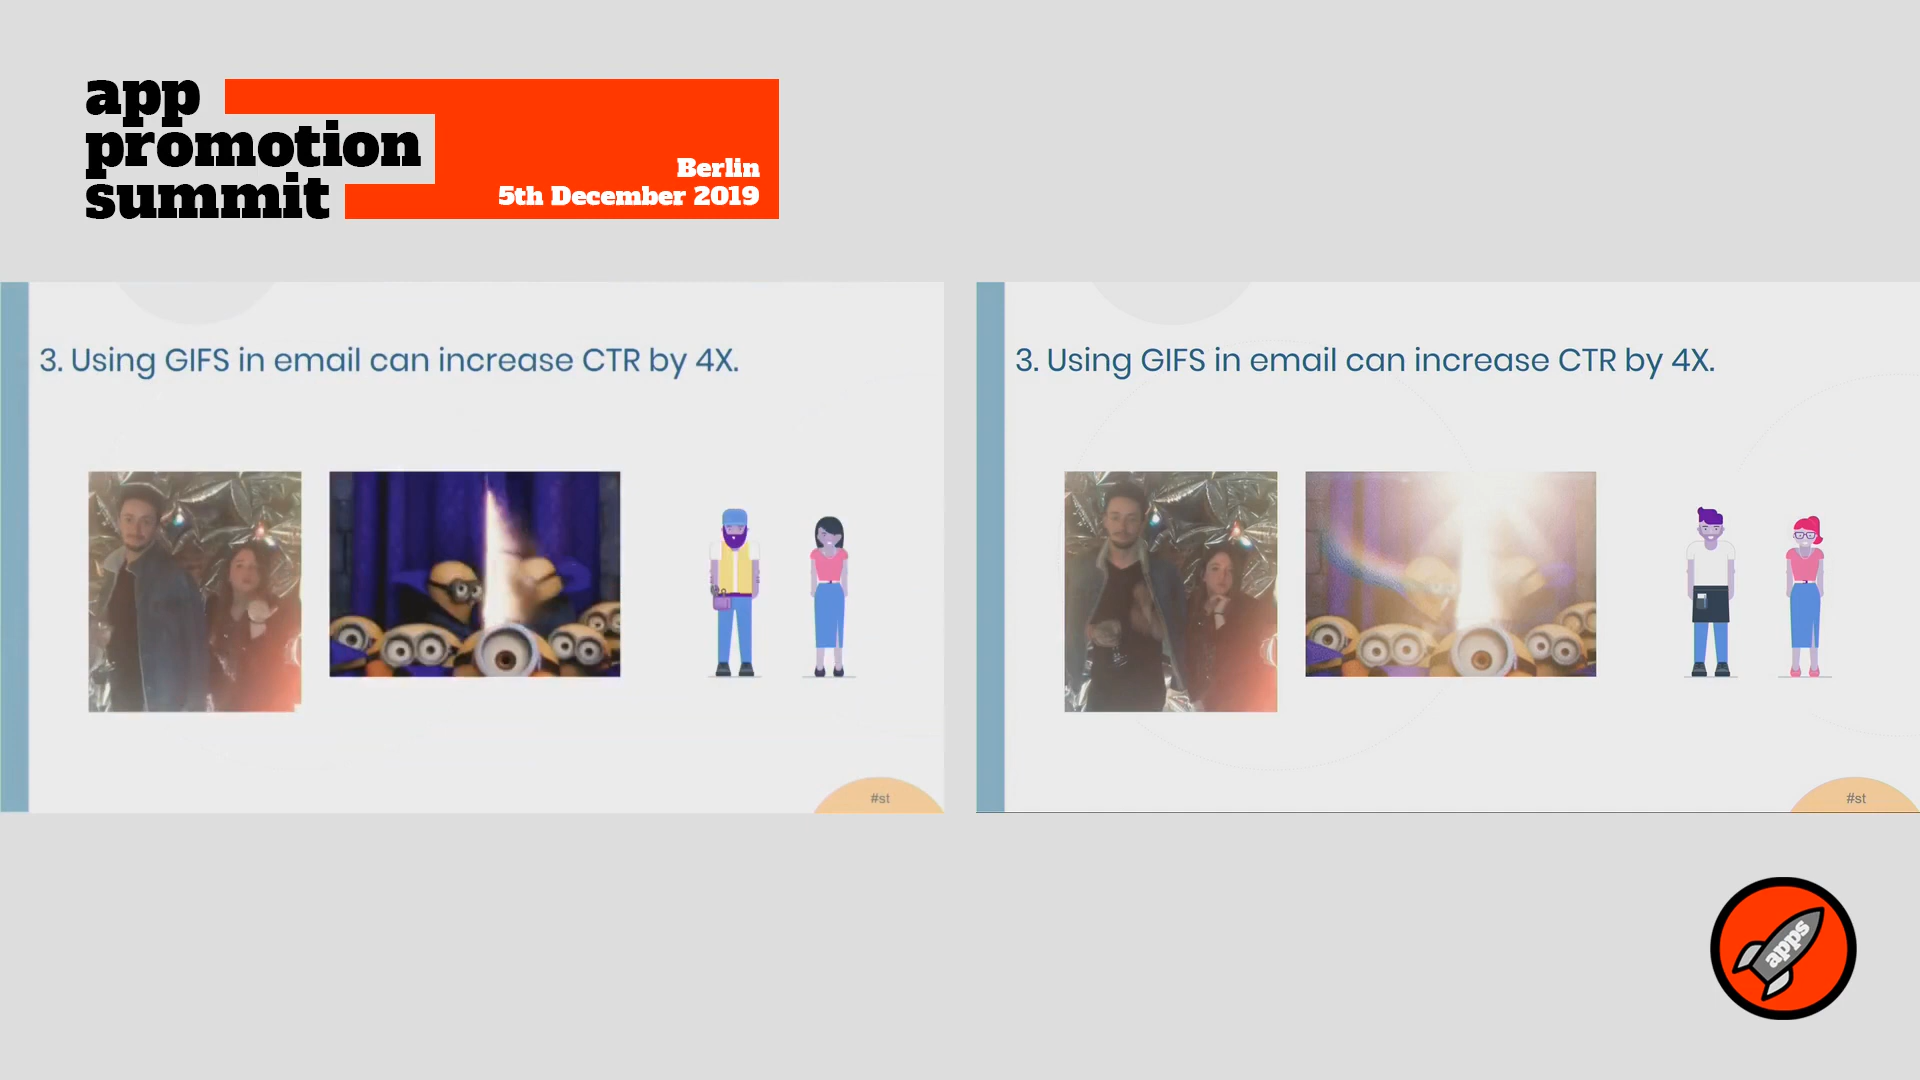 app
promotion
summit
Berlin
5th December 2019
3. Using GIFS in email can increase CTR by 4X.
#st
3. Using GIFS in email can increase CTR by 4X.
#st
apps